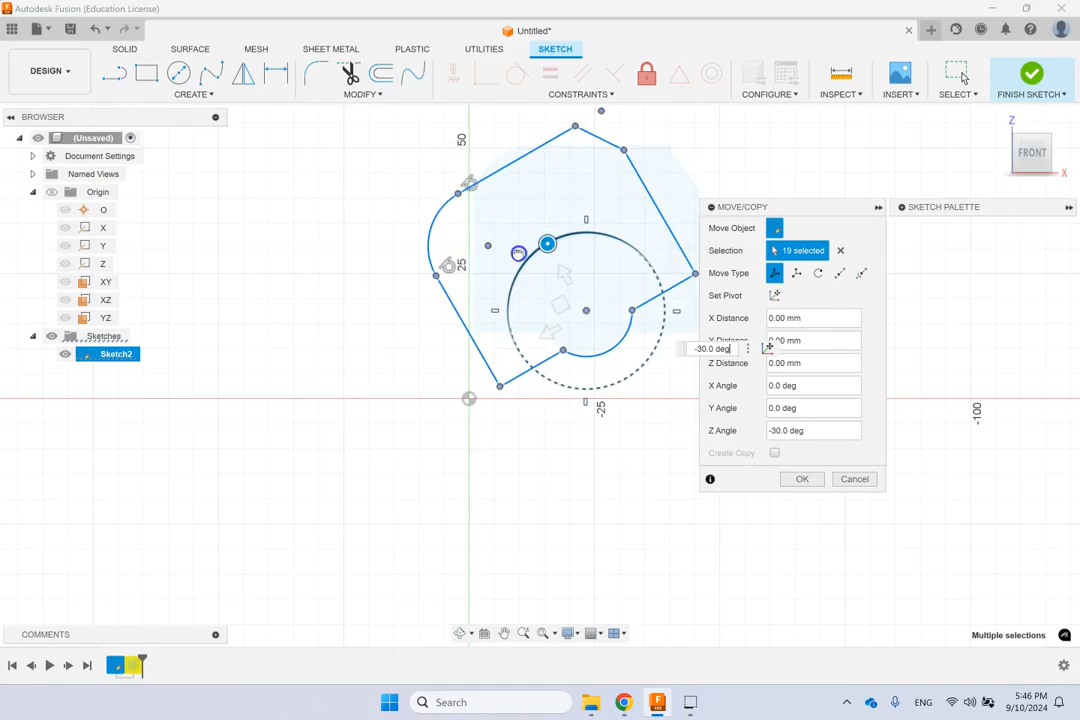 Autodesk Fusion (Education License)
Untitled*
DESIGN
SOLID
SURFACE
MESH
SHEET METAL
PLASTIC
UTILITIES
SKETCH
CREATE
MODIFY
CONSTRAINTS
CONFIGURE
INSPECT
INSERT
SELECT
FINISH SKETCH
BROWSER
(Unsaved)
Document Settings
Named Views
Origin
O
X
Y
Z
XY
XZ
YZ
Sketches
Sketch2
50
25
-25
-100
Z
FRONT
X
MOVE/COPY
Move Object
Selection 19 selected
Move Type
Set Pivot
X Distance 0.00 mm
Y Distance 0.00 mm
-30.0 deg
Z Distance 0.00 mm
X Angle 0.0 deg
Y Angle 0.0 deg
Z Angle -30.0 deg
Create Copy
OK Cancel
SKETCH PALETTE
COMMENTS
Multiple selections
Search
ENG
5:46 PM
9/10/2024